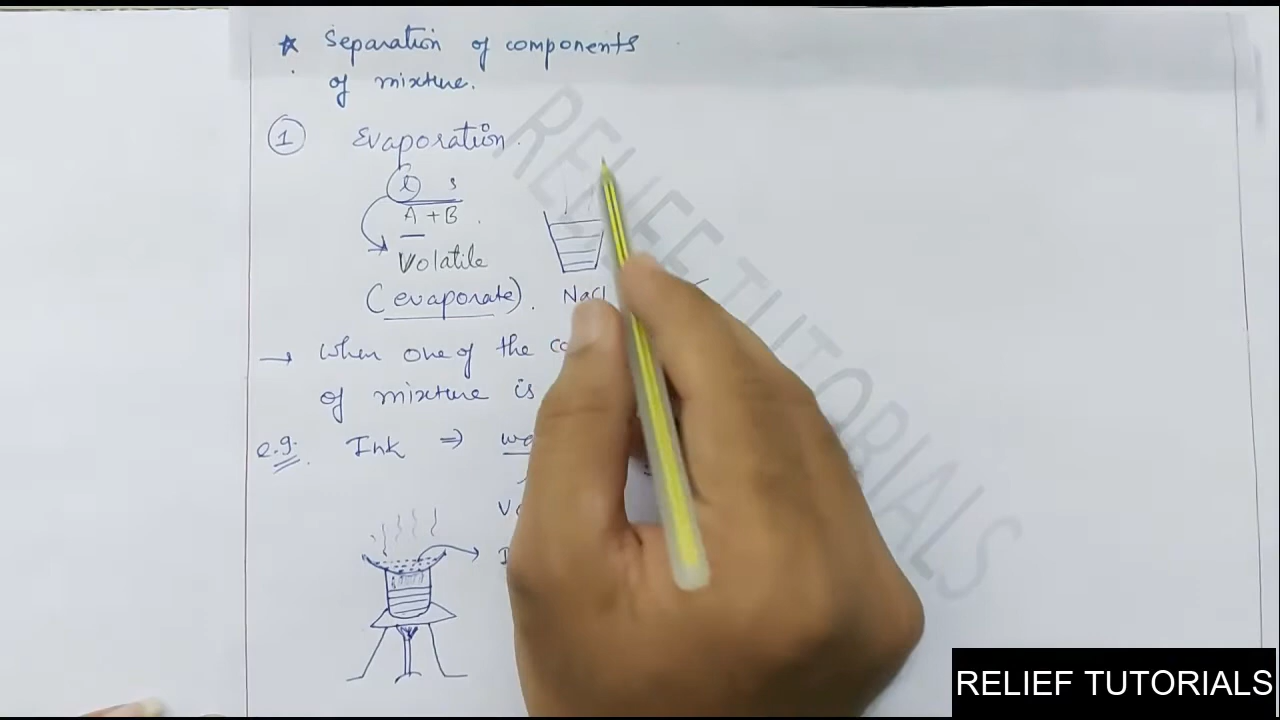 * Separation of components
of mixture.
① Evaporation.
l s
A + B.
Volatile
(evaporate). NaCl
→ When one of the
of mixture is
e.g. Ink ⇒
RELIEF TUTORIALS
RELIEF TUTORIALS